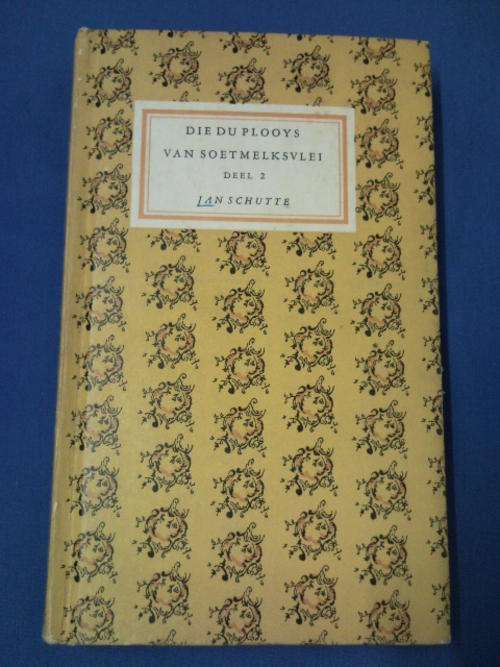 DIE DU PLOOYS
VAN SOETMELKSVLEI
DEEL 2
JAN SCHUTTE